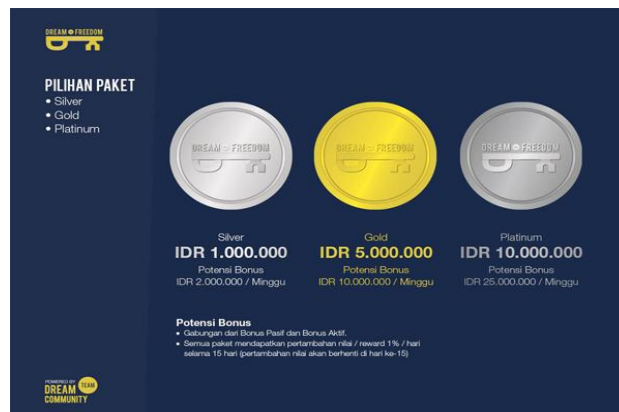 DREAM FREEDOM
PILIHAN PAKET
• Silver
• Gold
• Platinum
DREAM FREEDOM
DREAM FREEDOM
DREAM FREEDOM
Silver
IDR 1.000.000
Potensi Bonus
IDR 2.000.000 / Minggu
Gold
IDR 5.000.000
Potensi Bonus
IDR 10.000.000 / Minggu
Platinum
IDR 10.000.000
Potensi Bonus
IDR 25.000.000 / Minggu
Potensi Bonus
• Gabungan dari Bonus Pasif dan Bonus Aktif.
• Semua paket mendapatkan pertambahan nilai / reward 1% / hari
selama 15 hari (pertambahan nilai akan berhenti di hari ke-15)
POWERED BY
DREAM TEAM
COMMUNITY